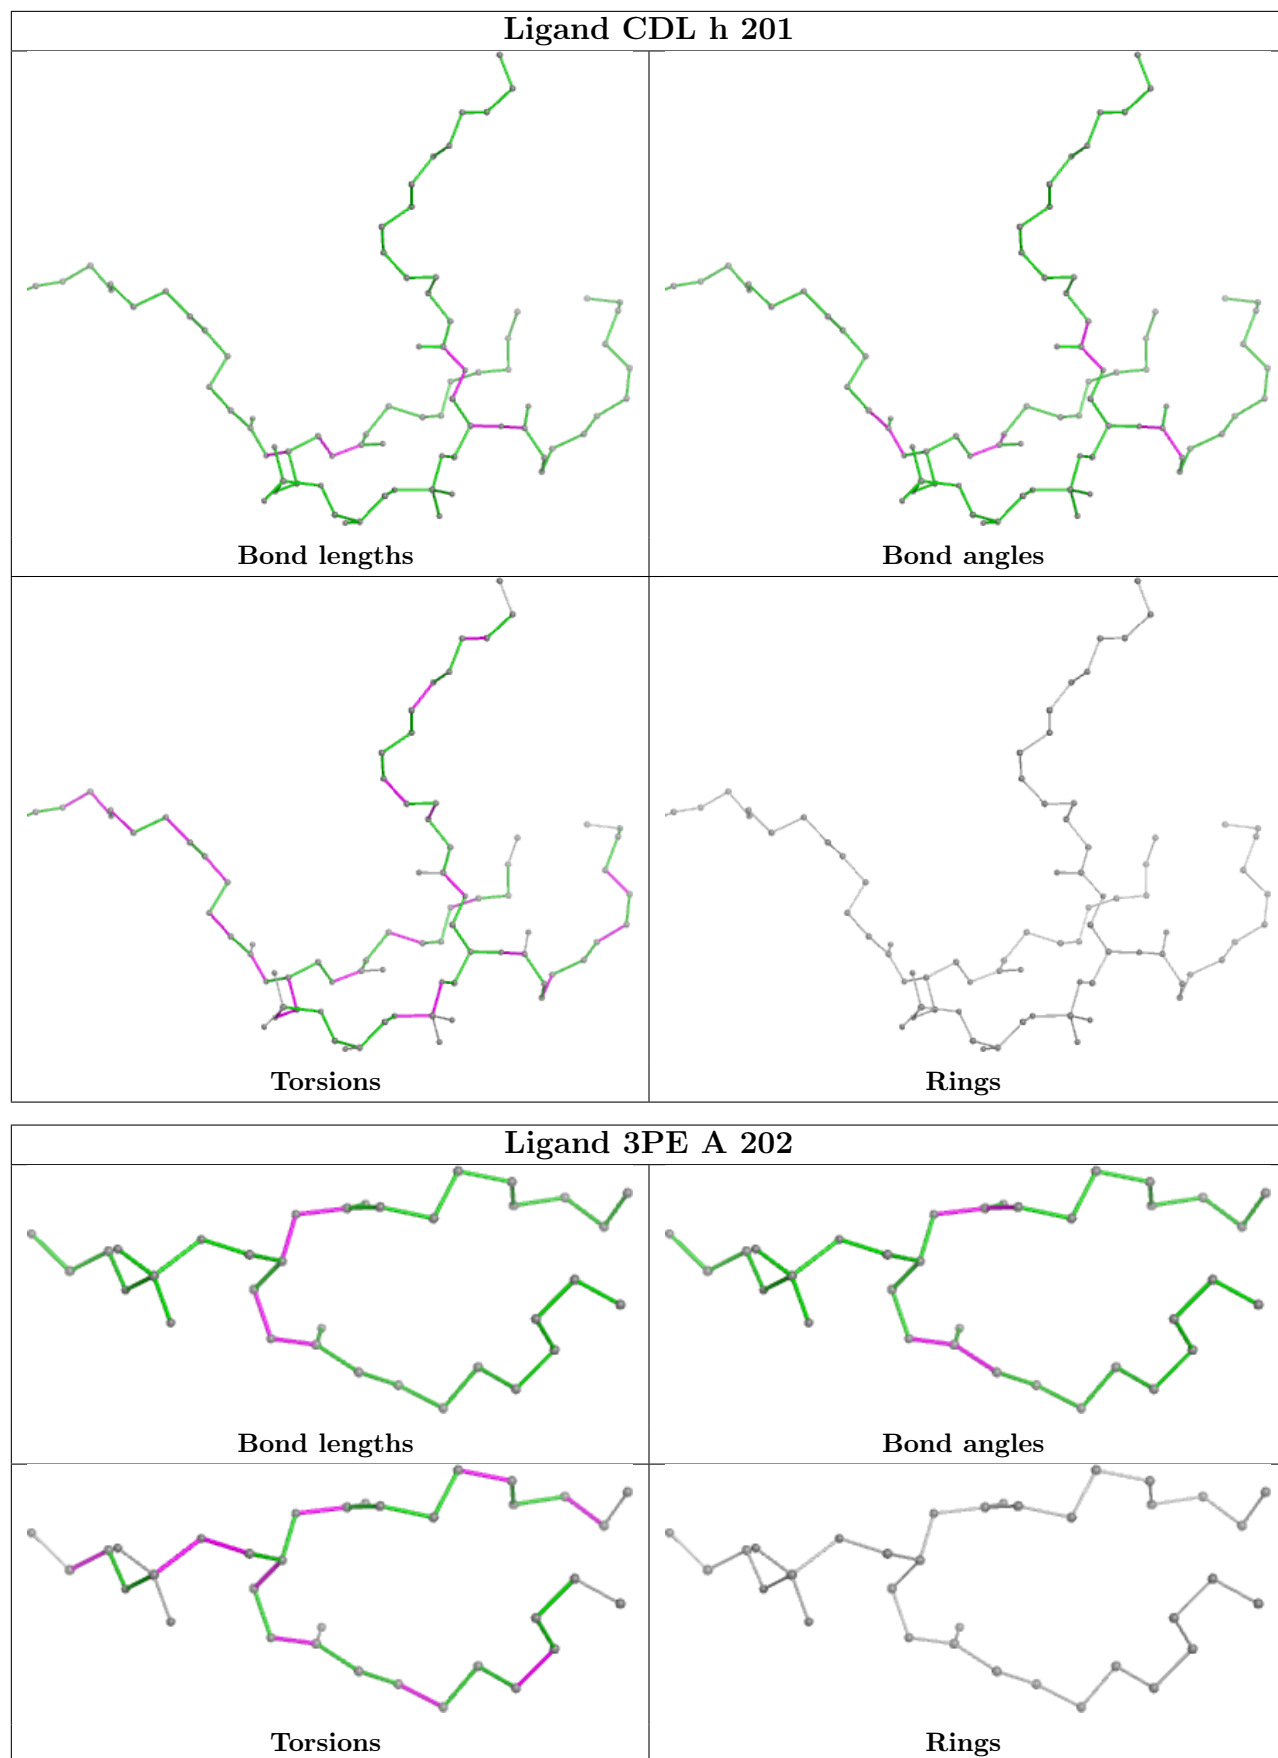 Ligand CDL h 201
Bond lengths
Bond angles
Torsions
Rings
Ligand 3PE A 202
Bond lengths
Bond angles
Torsions
Rings